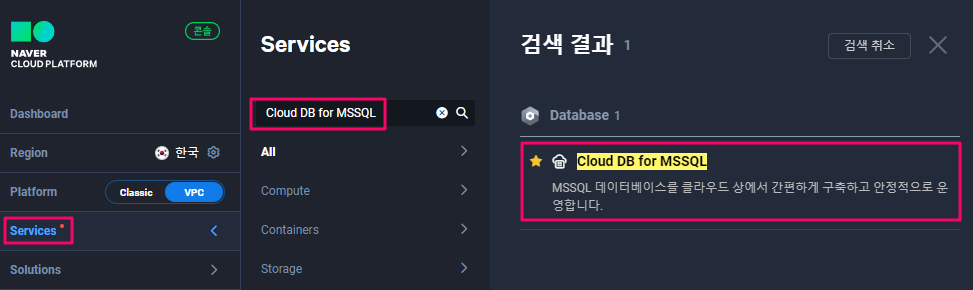 NAVER
CLOUD PLATFORM
콘솔
Dashboard
Region
한국
Platform
Classic
VPC
Services
Solutions
Services
Cloud DB for MSSQL
All
Compute
Containers
Storage
검색 결과 1
검색 취소
Database 1
Cloud DB for MSSQL
MSSQL 데이터베이스를 클라우드 상에서 간편하게 구축하고 안정적으로 운
영합니다.